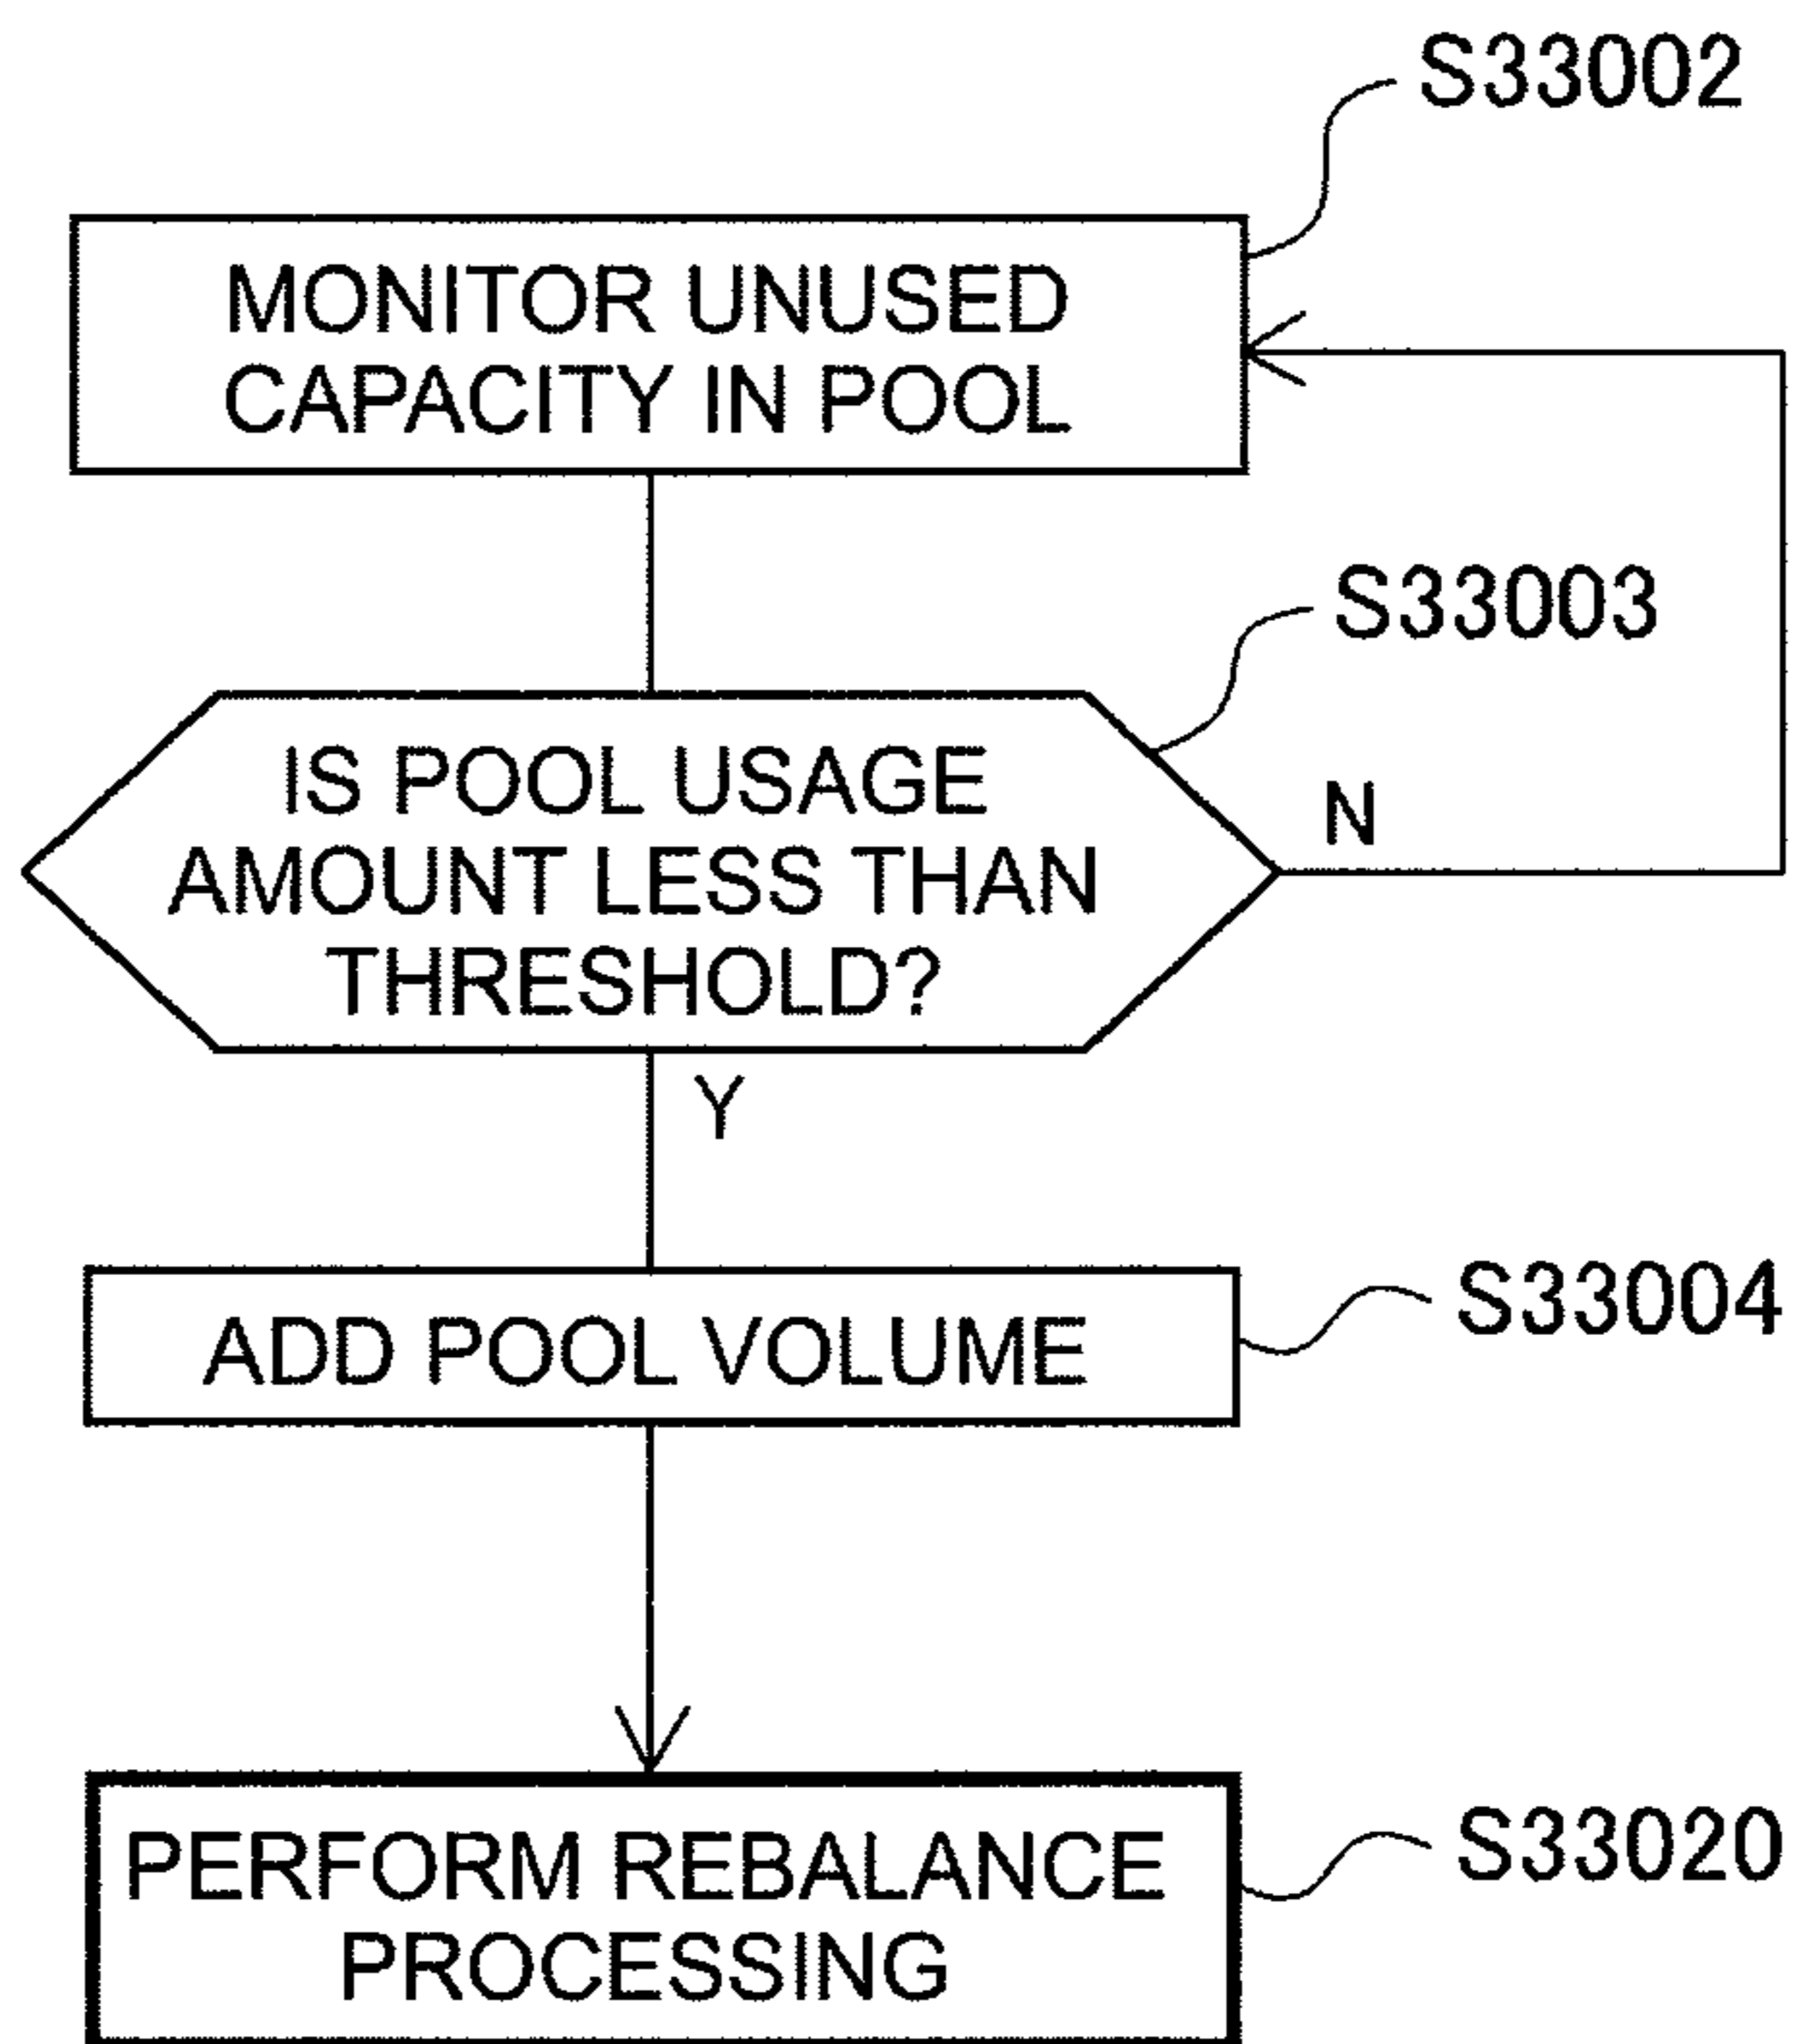 S33002
MONITOR UNUSED
CAPACITY IN POOL
S33003
IS POOL USAGE
AMOUNT LESS THAN
THRESHOLD?
N
Y
ADD POOL VOLUME
S33004
PERFORM REBALANCE
PROCESSING
S33020